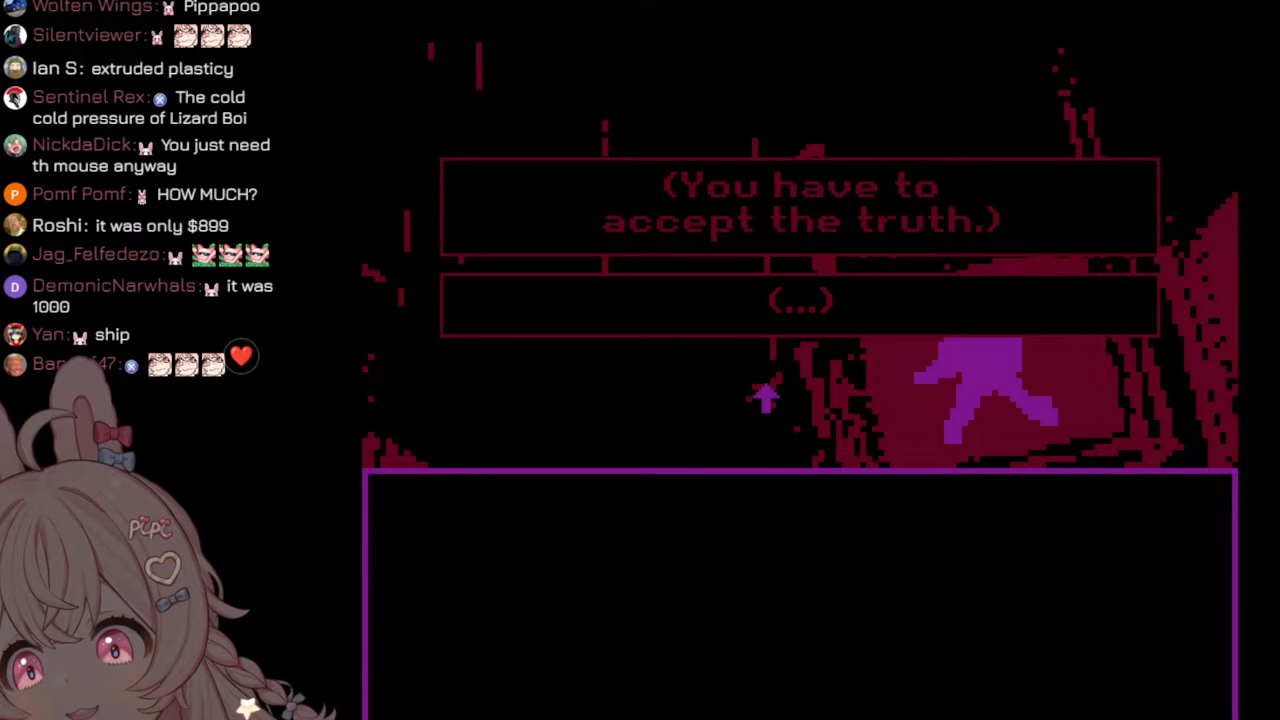 Wolfen Wings: Pippapoo
Silentviewer:
Ian S: extruded plasticy
Sentinel Rex: The cold
cold pressure of Lizard Boi
NickdaDick: You just need
th mouse anyway
P Pomf Pomf: HOW MUCH?
Roshi: it was only $899
Jag_Felfedezo:
D DemonicNarwhals: it was
1000
Yan: ship
(You have to
accept the truth.)
(...)
pipi